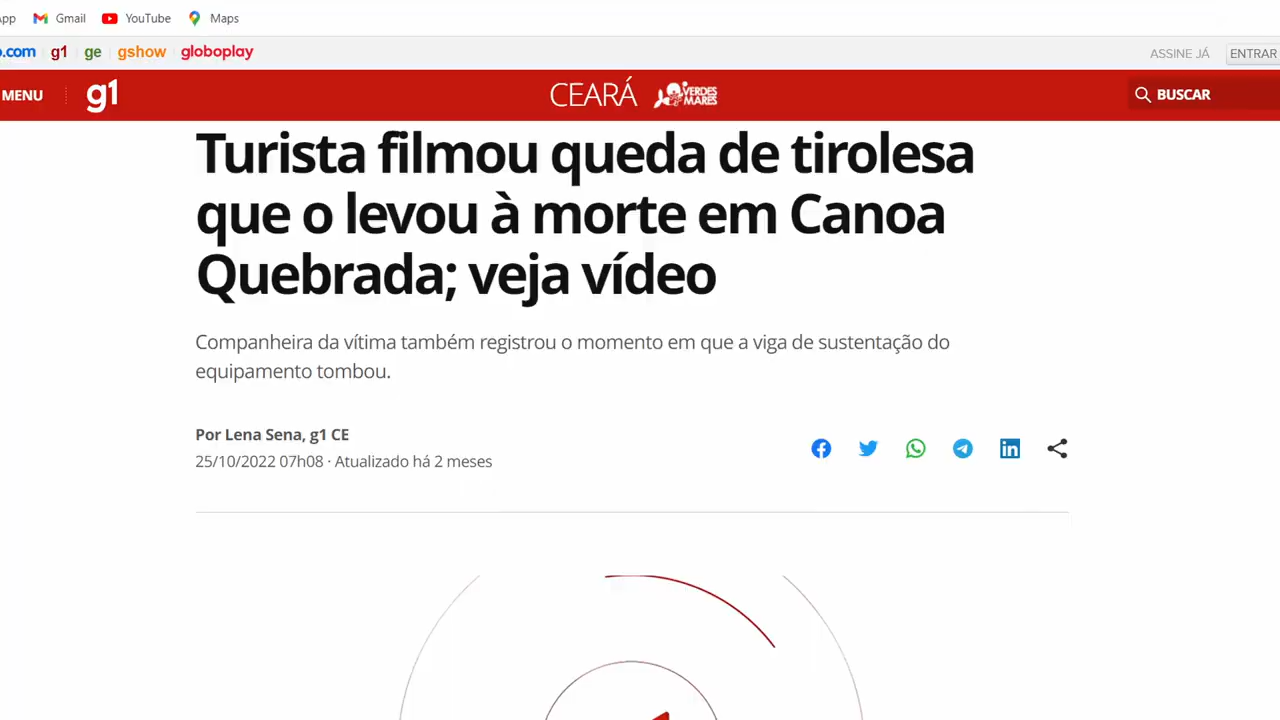 App Gmail YouTube Maps
o.com g1 ge gshow globoplay ASSINE JÁ ENTRAR
MENU g1 CEARÁ VERDES MARES BUSCAR
Turista filmou queda de tirolesa
que o levou à morte em Canoa
Quebrada; veja vídeo
Companheira da vítima também registrou o momento em que a viga de sustentação do
equipamento tombou.
Por Lena Sena, g1 CE
25/10/2022 07h08 · Atualizado há 2 meses